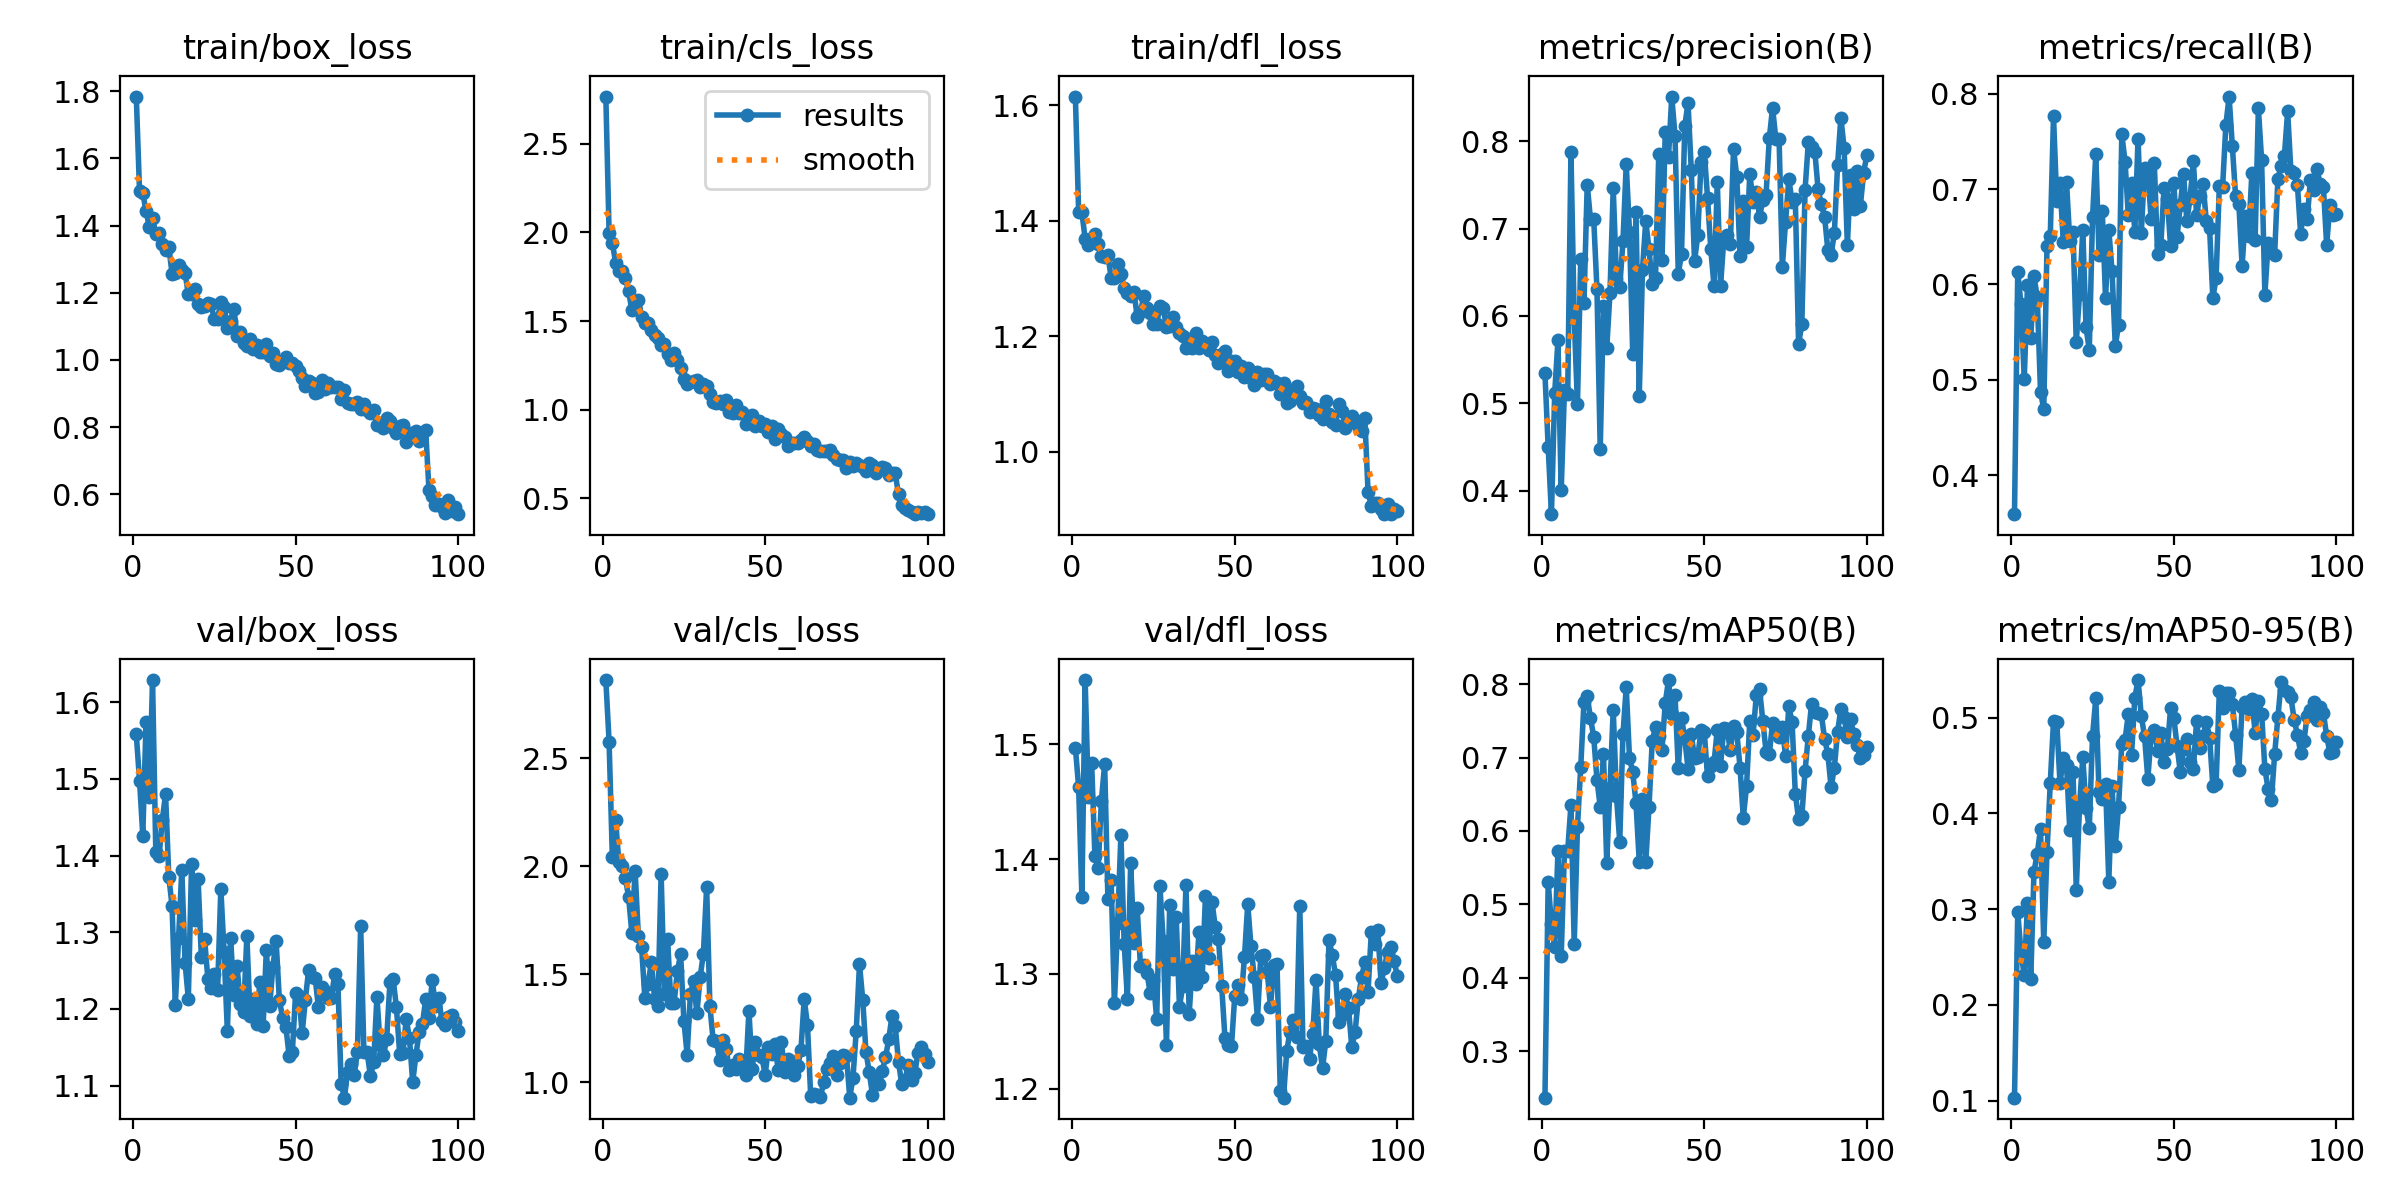 train/box_loss
1.8
1.6
1.4
1.2
1.0
0.8
0.6
0 50 100
train/cls_loss
results
smooth
2.5
2.0
1.5
1.0
0.5
0 50 100
train/dfl_loss
1.6
1.4
1.2
1.0
0 50 100
metrics/precision(B)
0.8
0.7
0.6
0.5
0.4
0 50 100
metrics/recall(B)
0.8
0.7
0.6
0.5
0.4
0 50 100
val/box_loss
1.6
1.5
1.4
1.3
1.2
1.1
0 50 100
val/cls_loss
2.5
2.0
1.5
1.0
0 50 100
val/dfl_loss
1.5
1.4
1.3
1.2
0 50 100
metrics/mAP50(B)
0.8
0.7
0.6
0.5
0.4
0.3
0 50 100
metrics/mAP50-95(B)
0.5
0.4
0.3
0.2
0.1
0 50 100